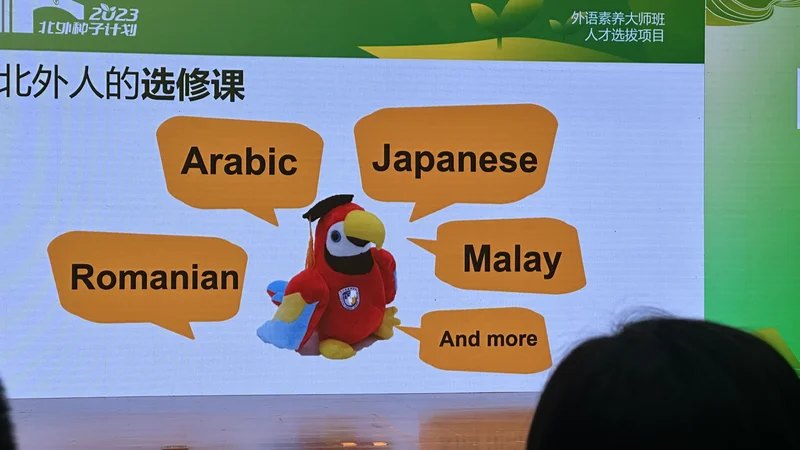 2023
北外种子计划
外语素养大师班
人才选拔项目
北外人的选修课
Arabic
Japanese
Romanian
Malay
And more